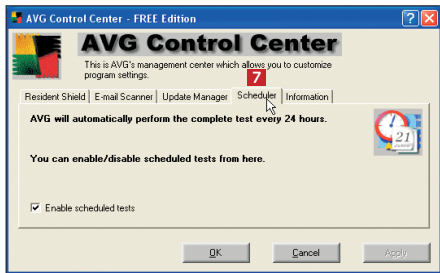 AVG Control Center - FREE Edition
AVG Control Center
This is AVG's management center which allows you to customize
program settings.
7
Resident Shield E-mail Scanner Update Manager Scheduler Information
AVG will automatically perform the complete test every 24 hours.
21
You can enable/disable scheduled tests from here.
Enable scheduled tests
OK Cancel Apply